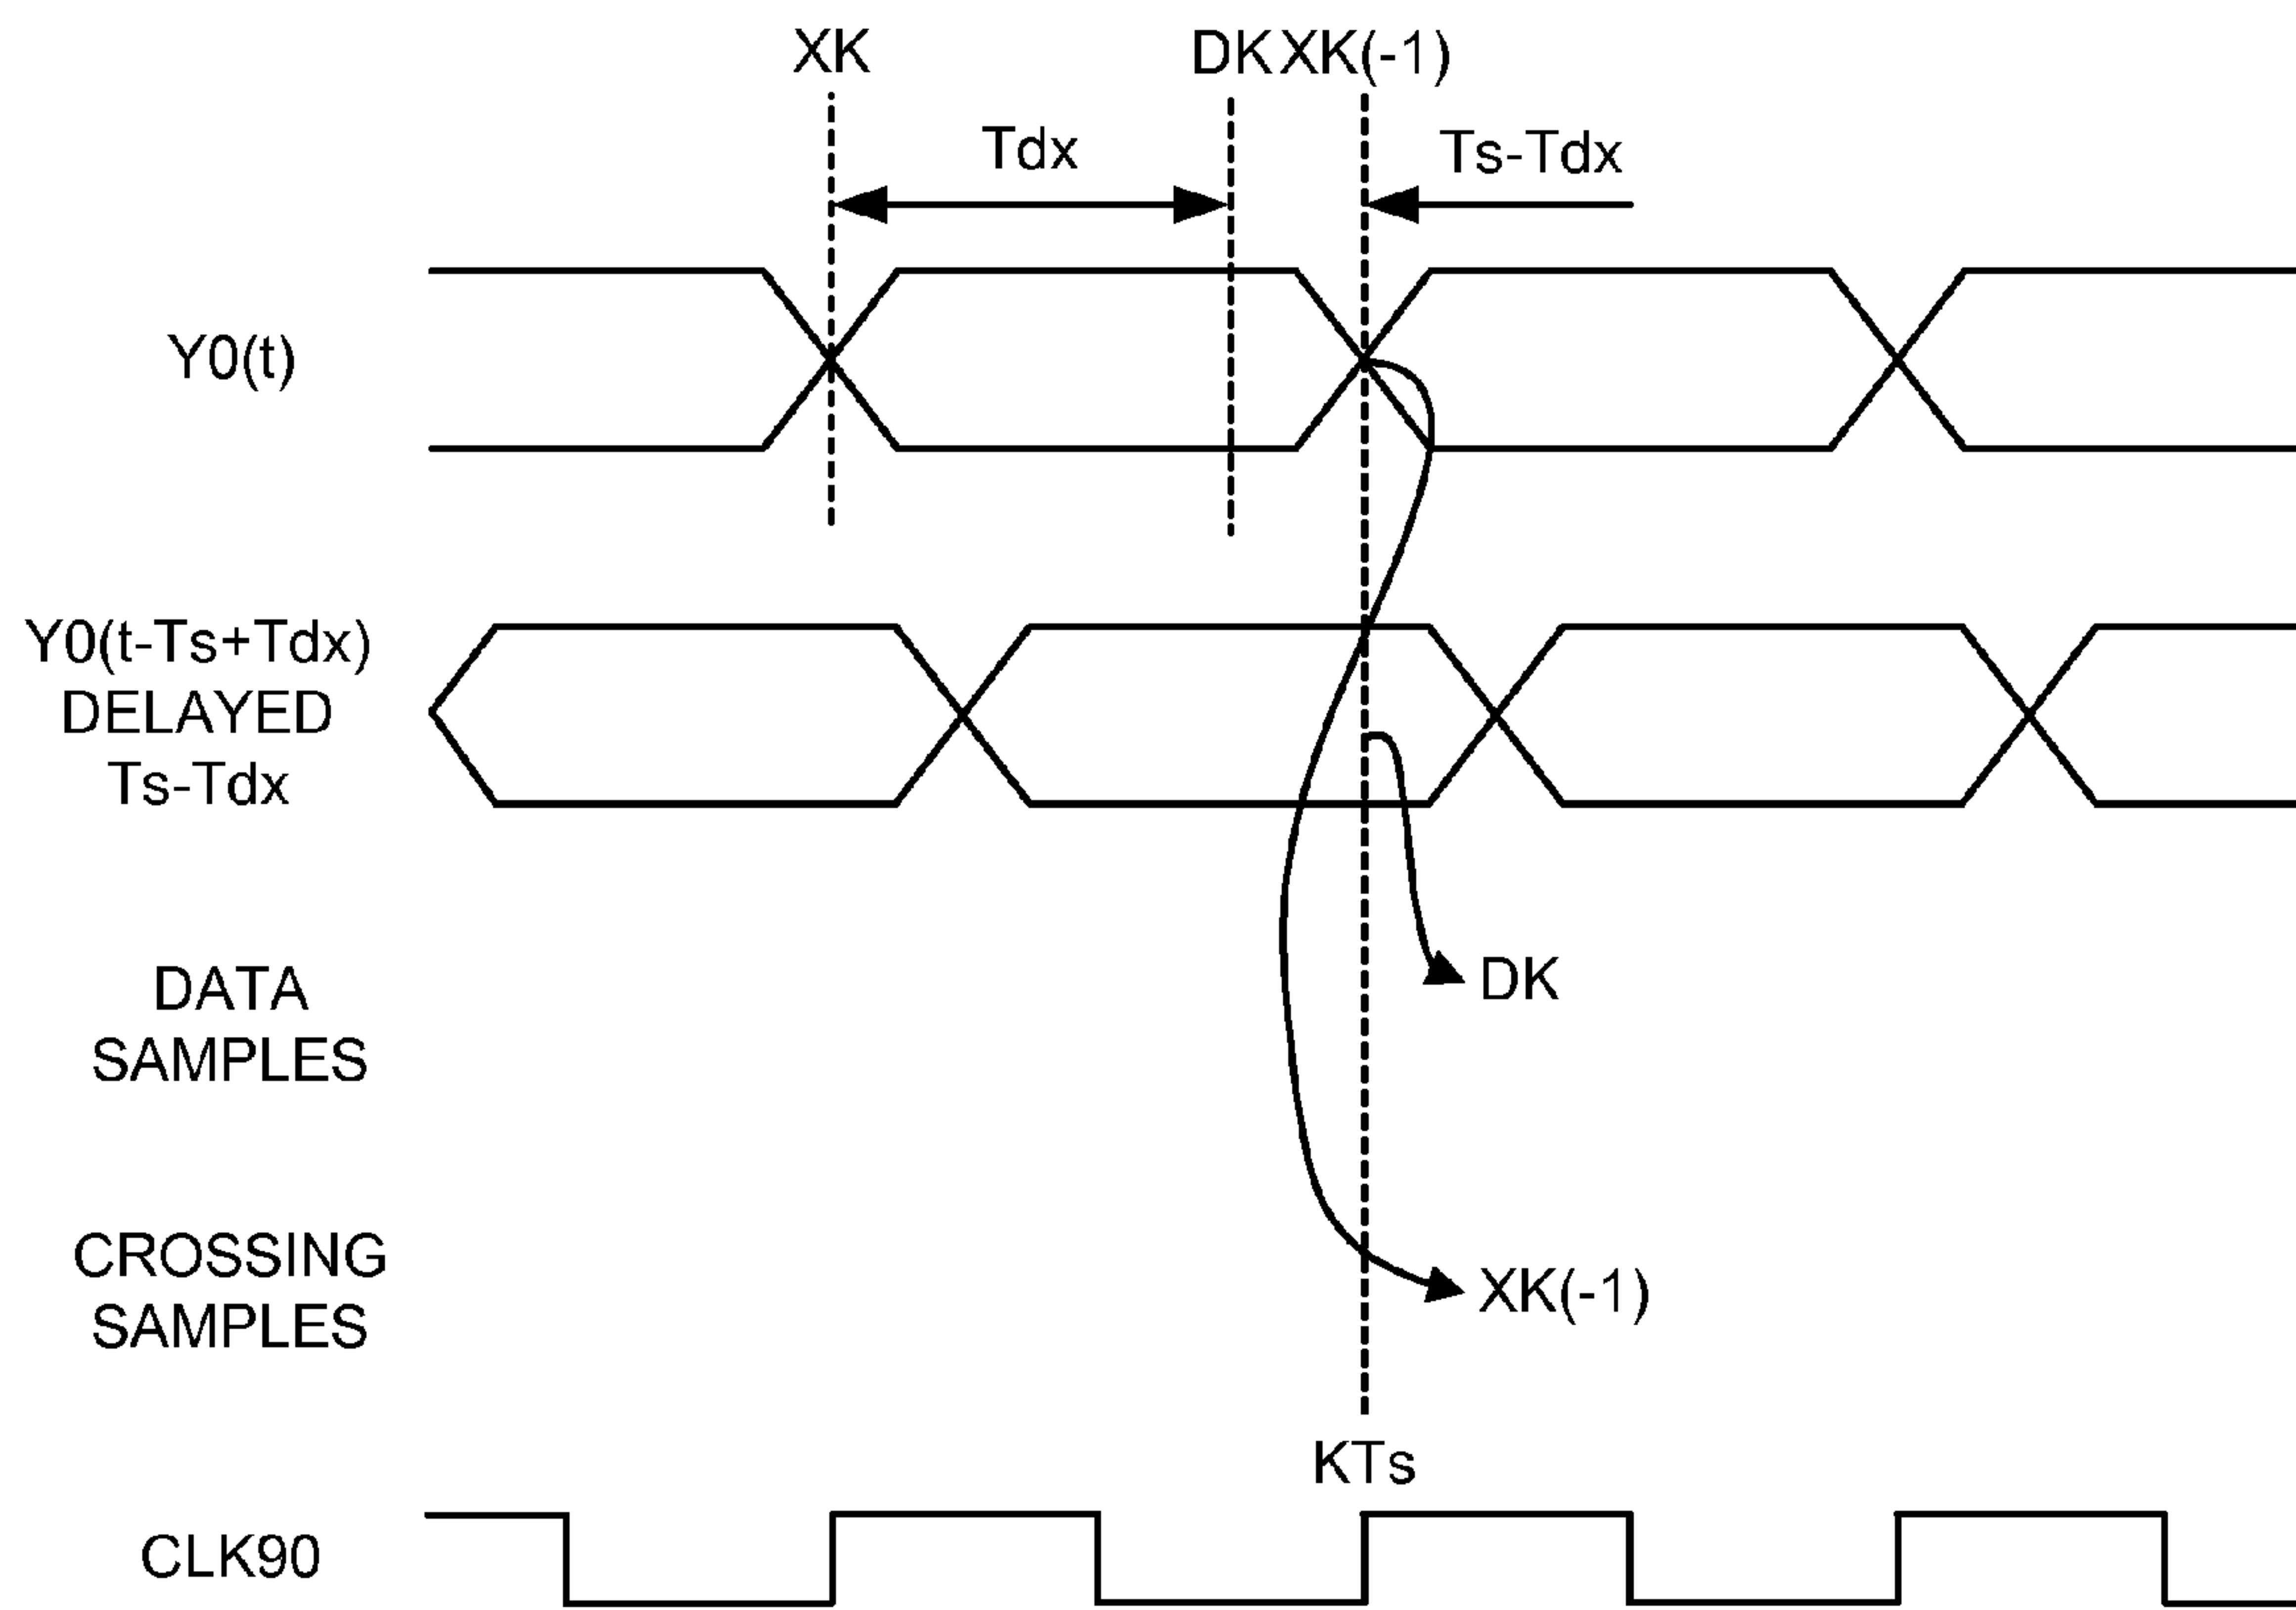 XK
DK XK(-1)
Tdx
Ts-Tdx
Y0(t)
Y0(t-Ts+Tdx)
DELAYED
Ts-Tdx
DATA
SAMPLES
DK
CROSSING
SAMPLES
XK(-1)
KTs
CLK90